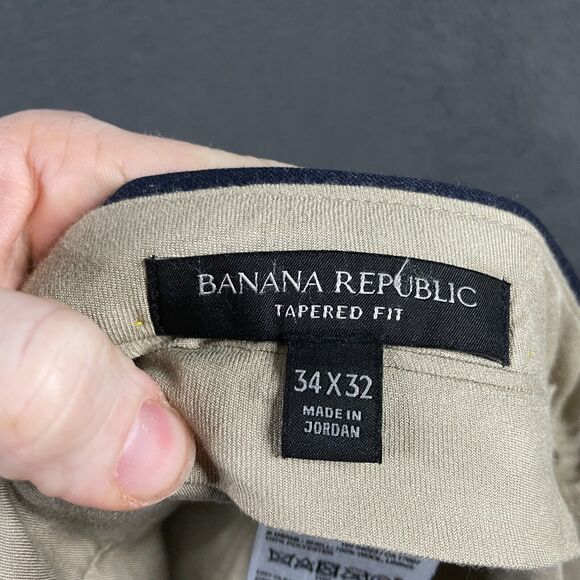 BANANA REPUBLIC
TAPERED FIT
34 X 32
MADE IN
JORDAN